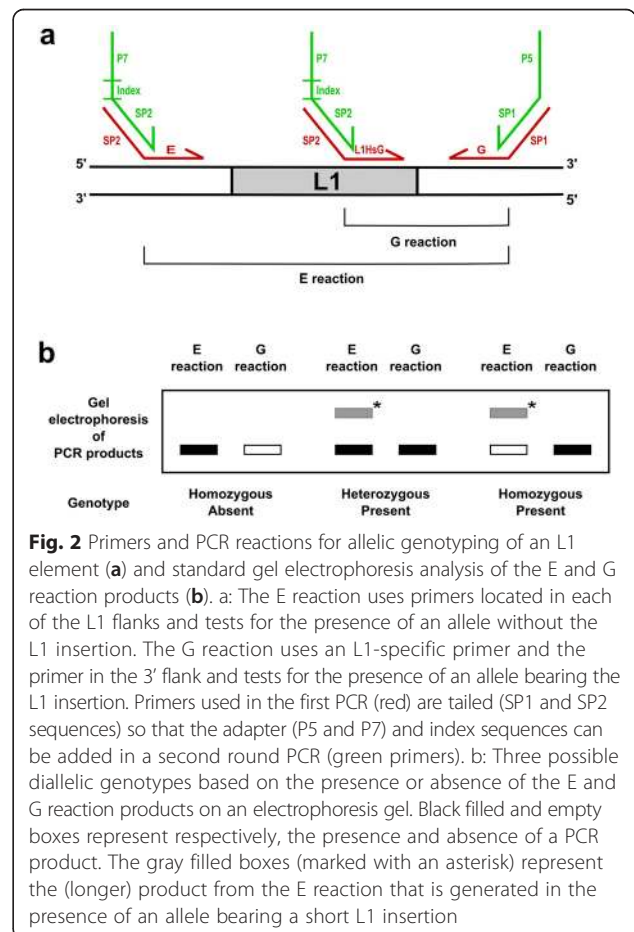 a
P7
P7
P5
Index
Index
SP2
SP2
SP1
SP2
E
SP2
L1HsG
G
SP1
5'
3'
L1
3'
5'
G reaction
E reaction
b
E reaction
G reaction
E reaction
G reaction
E reaction
G reaction
*
*
Gel
electrophoresis
of
PCR products
Genotype
Homozygous
Absent
Heterozygous
Present
Homozygous
Present
Fig. 2 Primers and PCR reactions for allelic genotyping of an L1
element (a) and standard gel electrophoresis analysis of the E and G
reaction products (b). a: The E reaction uses primers located in each
of the L1 flanks and tests for the presence of an allele without the
L1 insertion. The G reaction uses an L1-specific primer and the
primer in the 3′ flank and tests for the presence of an allele bearing the
L1 insertion. Primers used in the first PCR (red) are tailed (SP1 and SP2
sequences) so that the adapter (P5 and P7) and index sequences can
be added in a second round PCR (green primers). b: Three possible
diallelic genotypes based on the presence or absence of the E and
G reaction products on an electrophoresis gel. Black filled and empty
boxes represent respectively, the presence and absence of a PCR
product. The gray filled boxes (marked with an asterisk) represent
the (longer) product from the E reaction that is generated in the
presence of an allele bearing a short L1 insertion